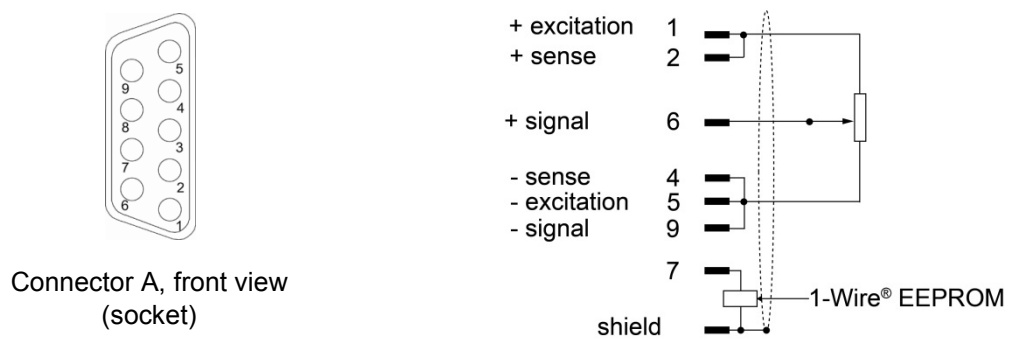 5
9
4
8
3
7
2
6
1
Connector A, front view
(socket)
+ excitation 1
+ sense 2
+ signal 6
- sense 4
- excitation 5
- signal 9
7
1-Wire® EEPROM
shield